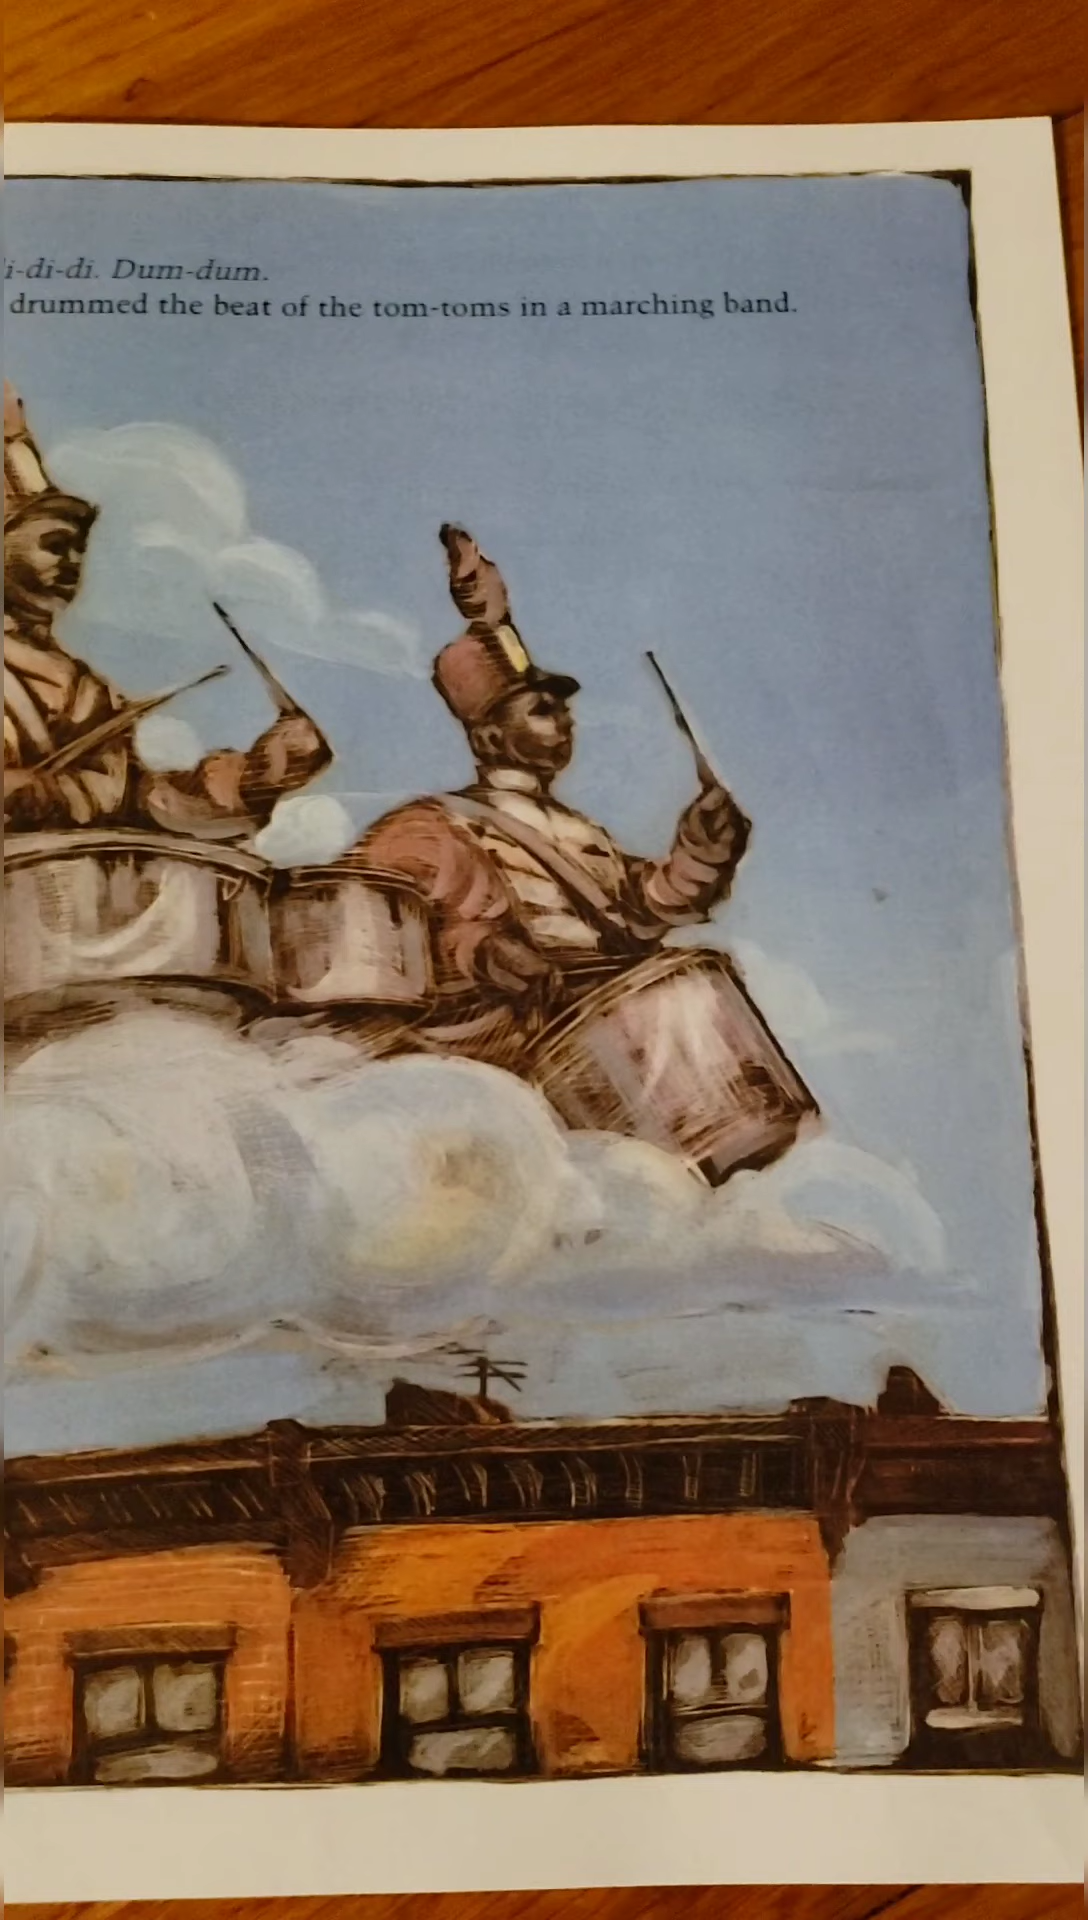 i-di-di. Dum-dum.
drummed the beat of the tom-toms in a marching band.